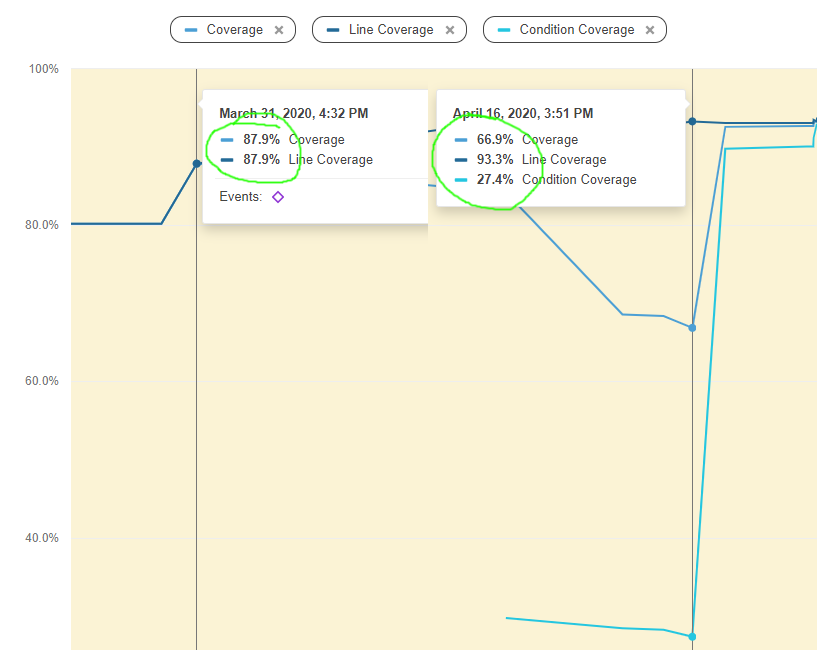 Coverage ×
Line Coverage ×
Condition Coverage ×
100%
80.0%
60.0%
40.0%
March 31, 2020, 4:32 PM
87.9% Coverage
87.9% Line Coverage
Events:
April 16, 2020, 3:51 PM
66.9% Coverage
93.3% Line Coverage
27.4% Condition Coverage